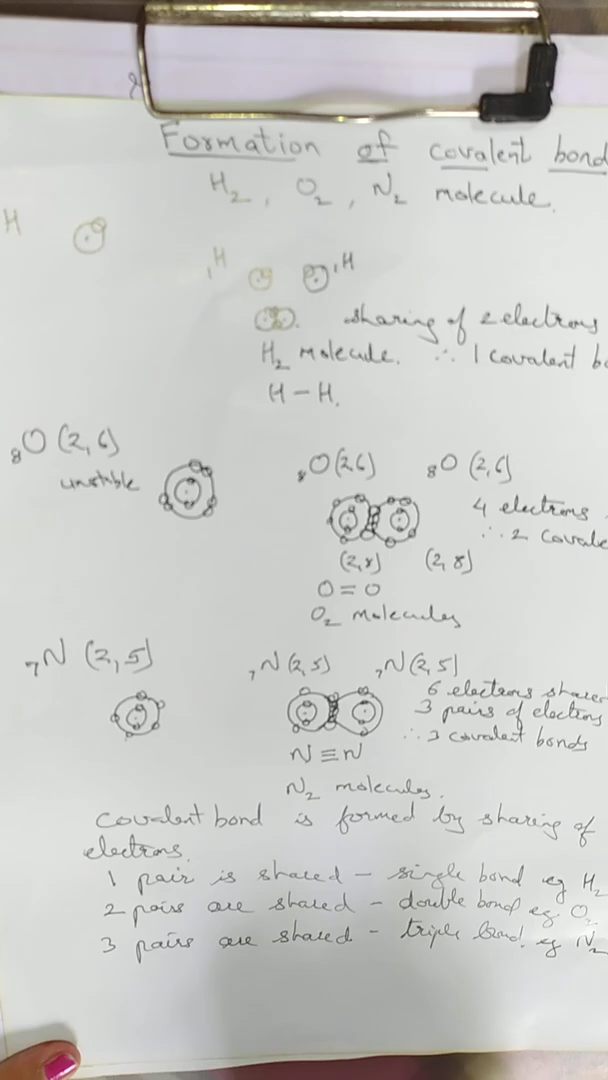 Formation of covalent bond
H₂, O₂, N₂ molecule.
H
₁H ₁H
sharing of 2 electrons
H₂ molecule. ∴ 1 covalent bo
H – H.
₈O (2,6)
unstable
₈O (2,6) ₈O (2,6)
4 electrons
∴ 2 covale
(2,8) (2,8)
O = O
O₂ molecules
₇N (2,5)
₇N (2,5) ₇N (2,5)
6 electrons share
3 pairs of electrons
∴ 3 covalent bonds
N ≡ N
N₂ molecules.
Covalent bond is formed by sharing of
electrons.
1 pair is shared – single bond eg H₂
2 pairs are shared – double bond eg. O₂
3 pairs are shared – triple bond. eg N₂